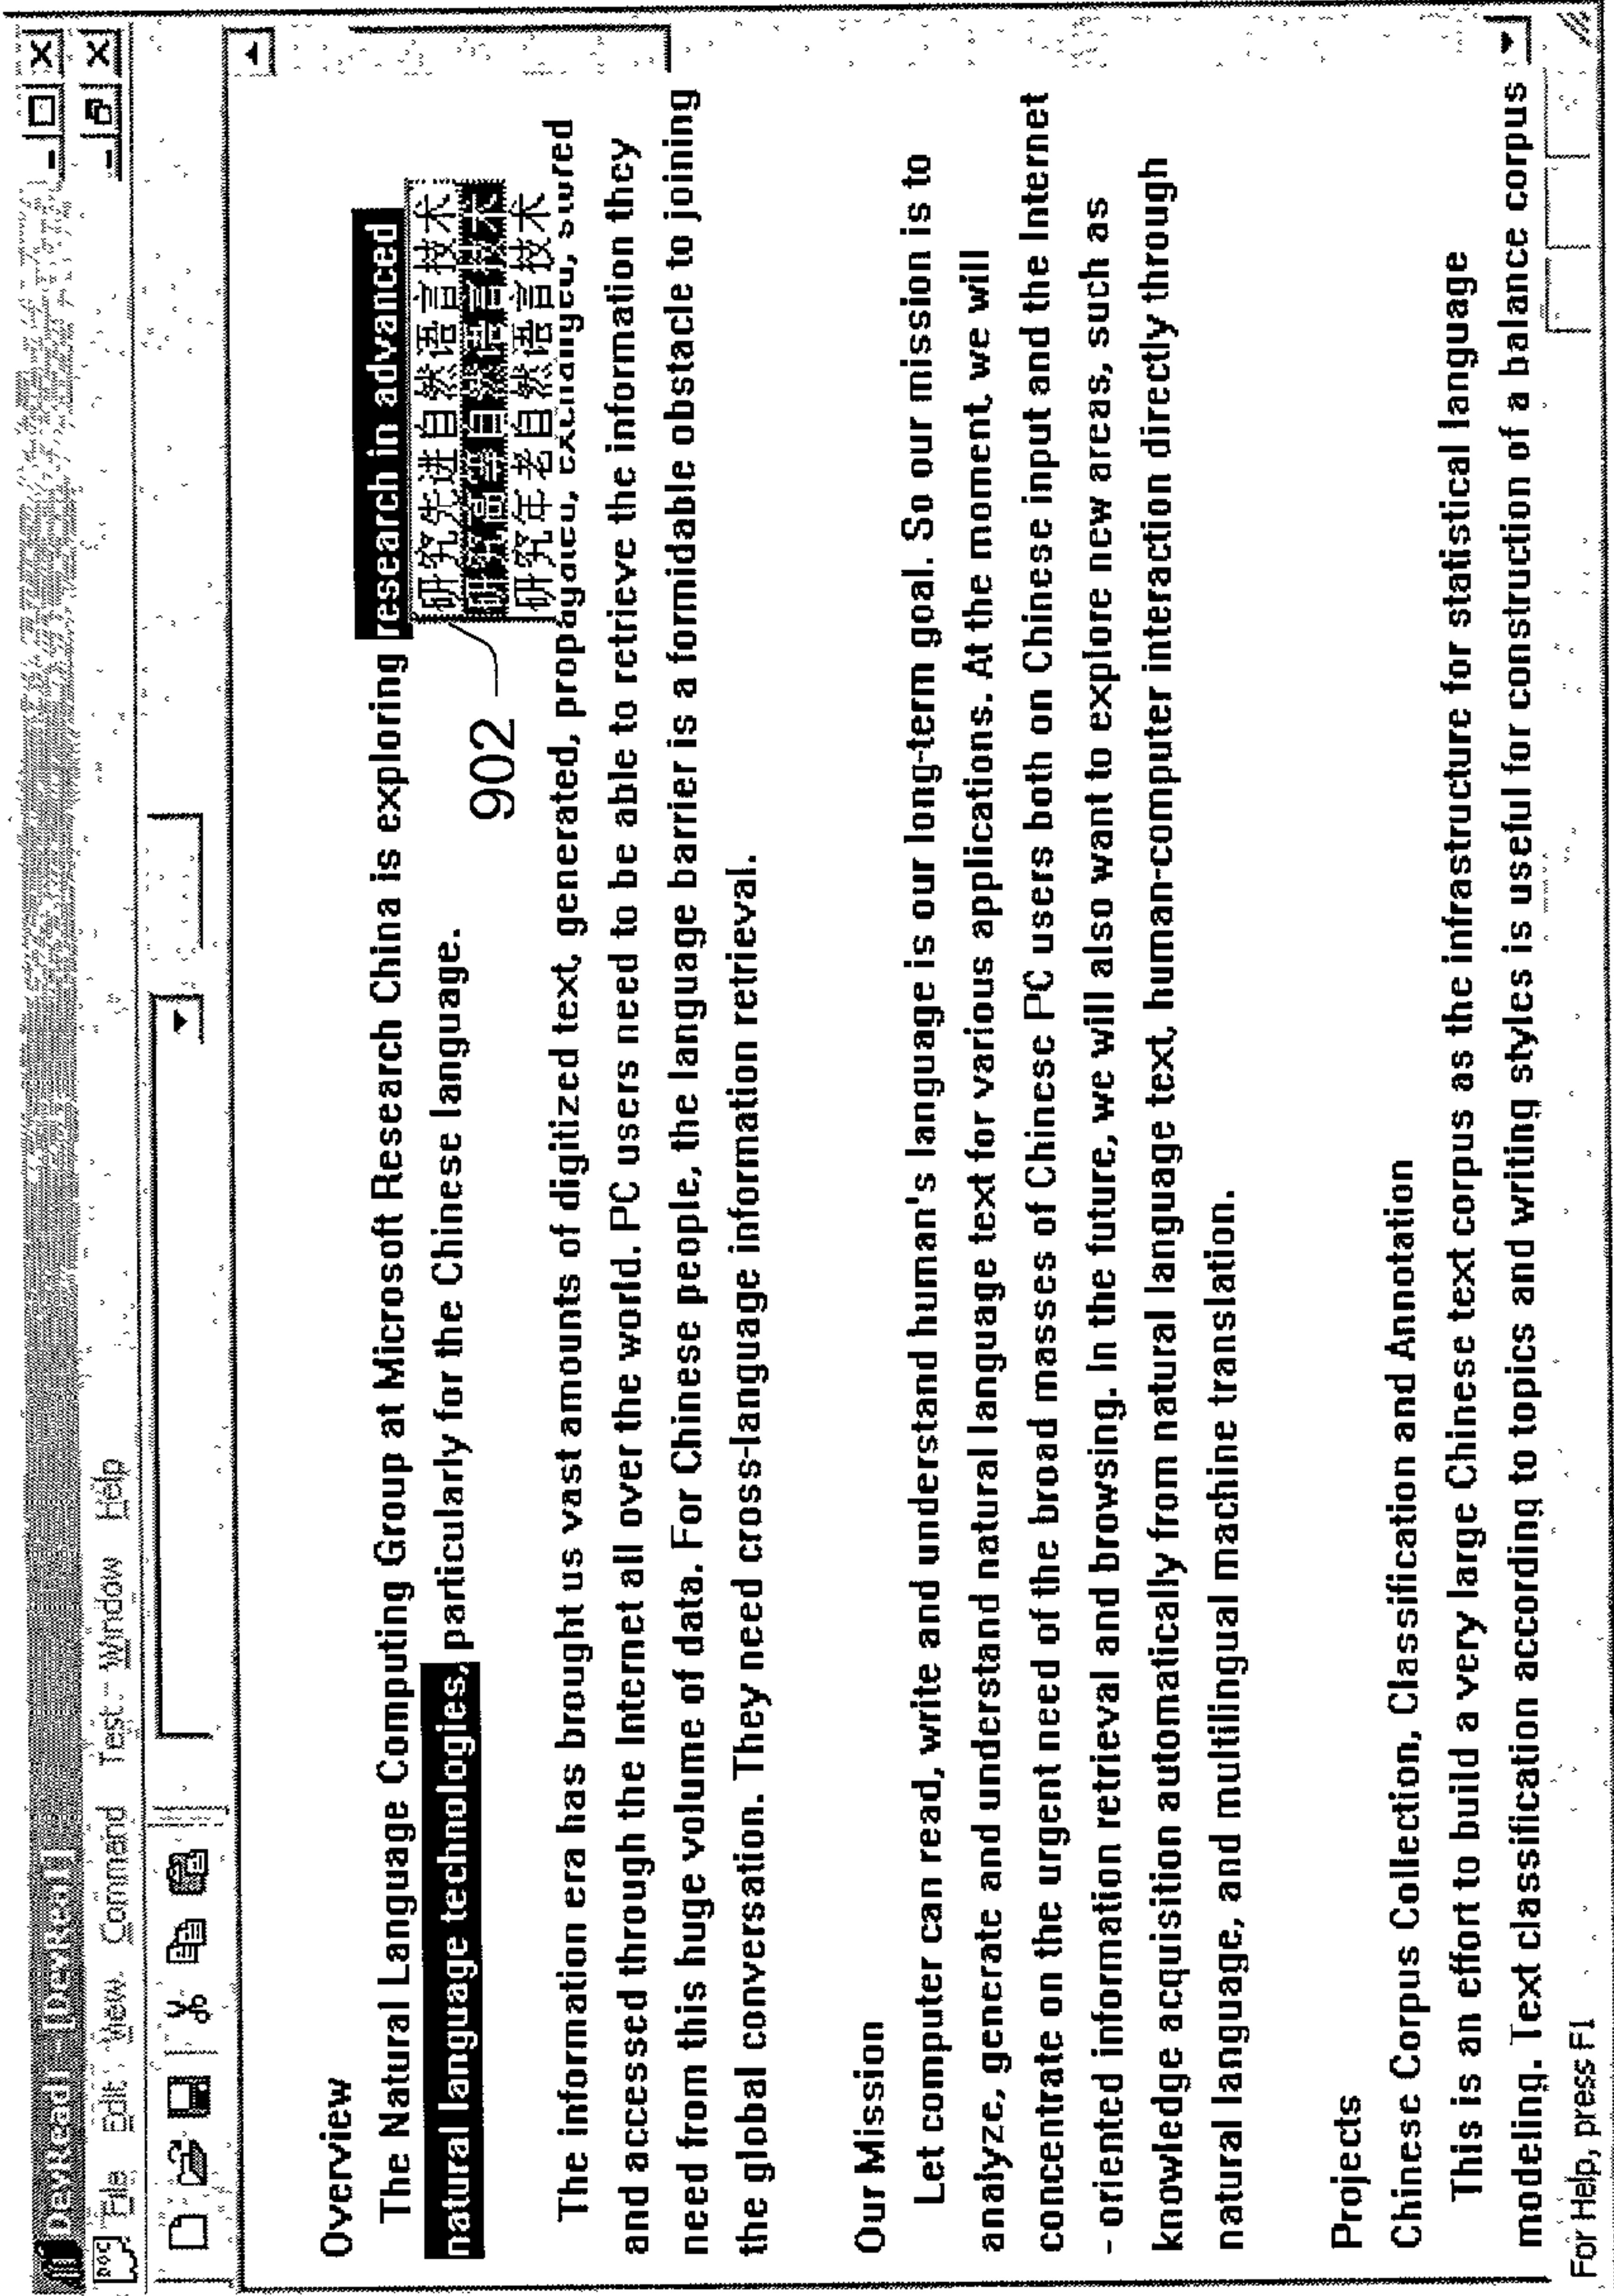 DevRead - [DevRead]
File Edit View Command Test Window Help
Overview
The Natural Language Computing Group at Microsoft Research China is exploring research in advanced
natural language technologies, particularly for the Chinese language.
研究先进自然语言技术
研究高等自然语言技术
研究年老自然语言技术
902
The information era has brought us vast amounts of digitized text, generated, propagated, exchanged, stored
and accessed through the Internet all over the world. PC users need to be able to retrieve the information they
need from this huge volume of data. For Chinese people, the language barrier is a formidable obstacle to joining
the global conversation. They need cross-language information retrieval.
Our Mission
Let computer can read, write and understand human's language is our long-term goal. So our mission is to
analyze, generate and understand natural language text for various applications. At the moment, we will
concentrate on the urgent need of the broad masses of Chinese PC users both on Chinese input and the Internet
- oriented information retrieval and browsing. In the future, we will also want to explore new areas, such as
knowledge acquisition automatically from natural language text, human-computer interaction directly through
natural language, and multilingual machine translation.
Projects
Chinese Corpus Collection, Classification and Annotation
This is an effort to build a very large Chinese text corpus as the infrastructure for statistical language
modeling. Text classification according to topics and writing styles is useful for construction of a balance corpus
For Help, press F1